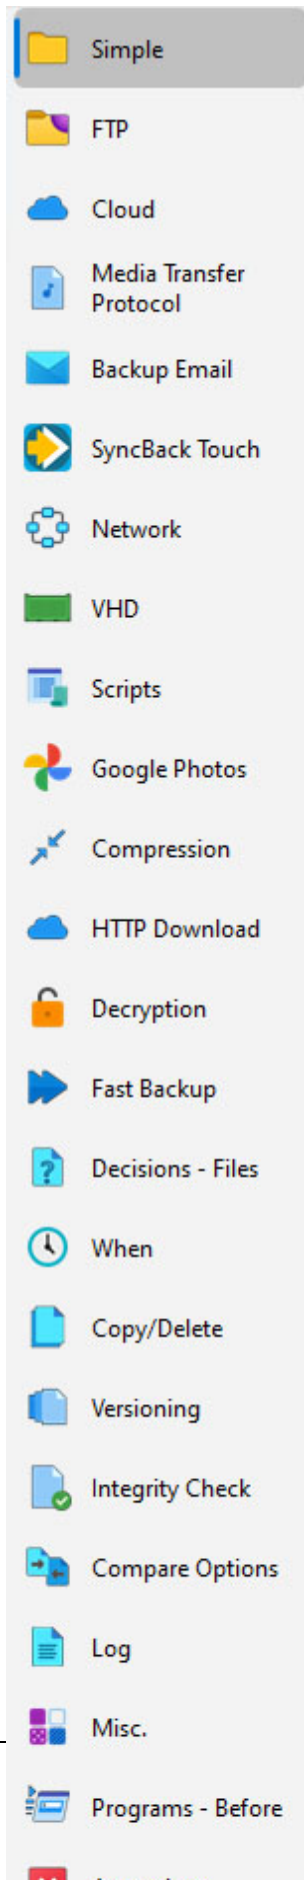 Simple
FTP
Cloud
Media Transfer
Protocol
Backup Email
SyncBack Touch
Network
VHD
Scripts
Google Photos
Compression
HTTP Download
Decryption
Fast Backup
Decisions - Files
When
Copy/Delete
Versioning
Integrity Check
Compare Options
Log
Misc.
Programs - Before